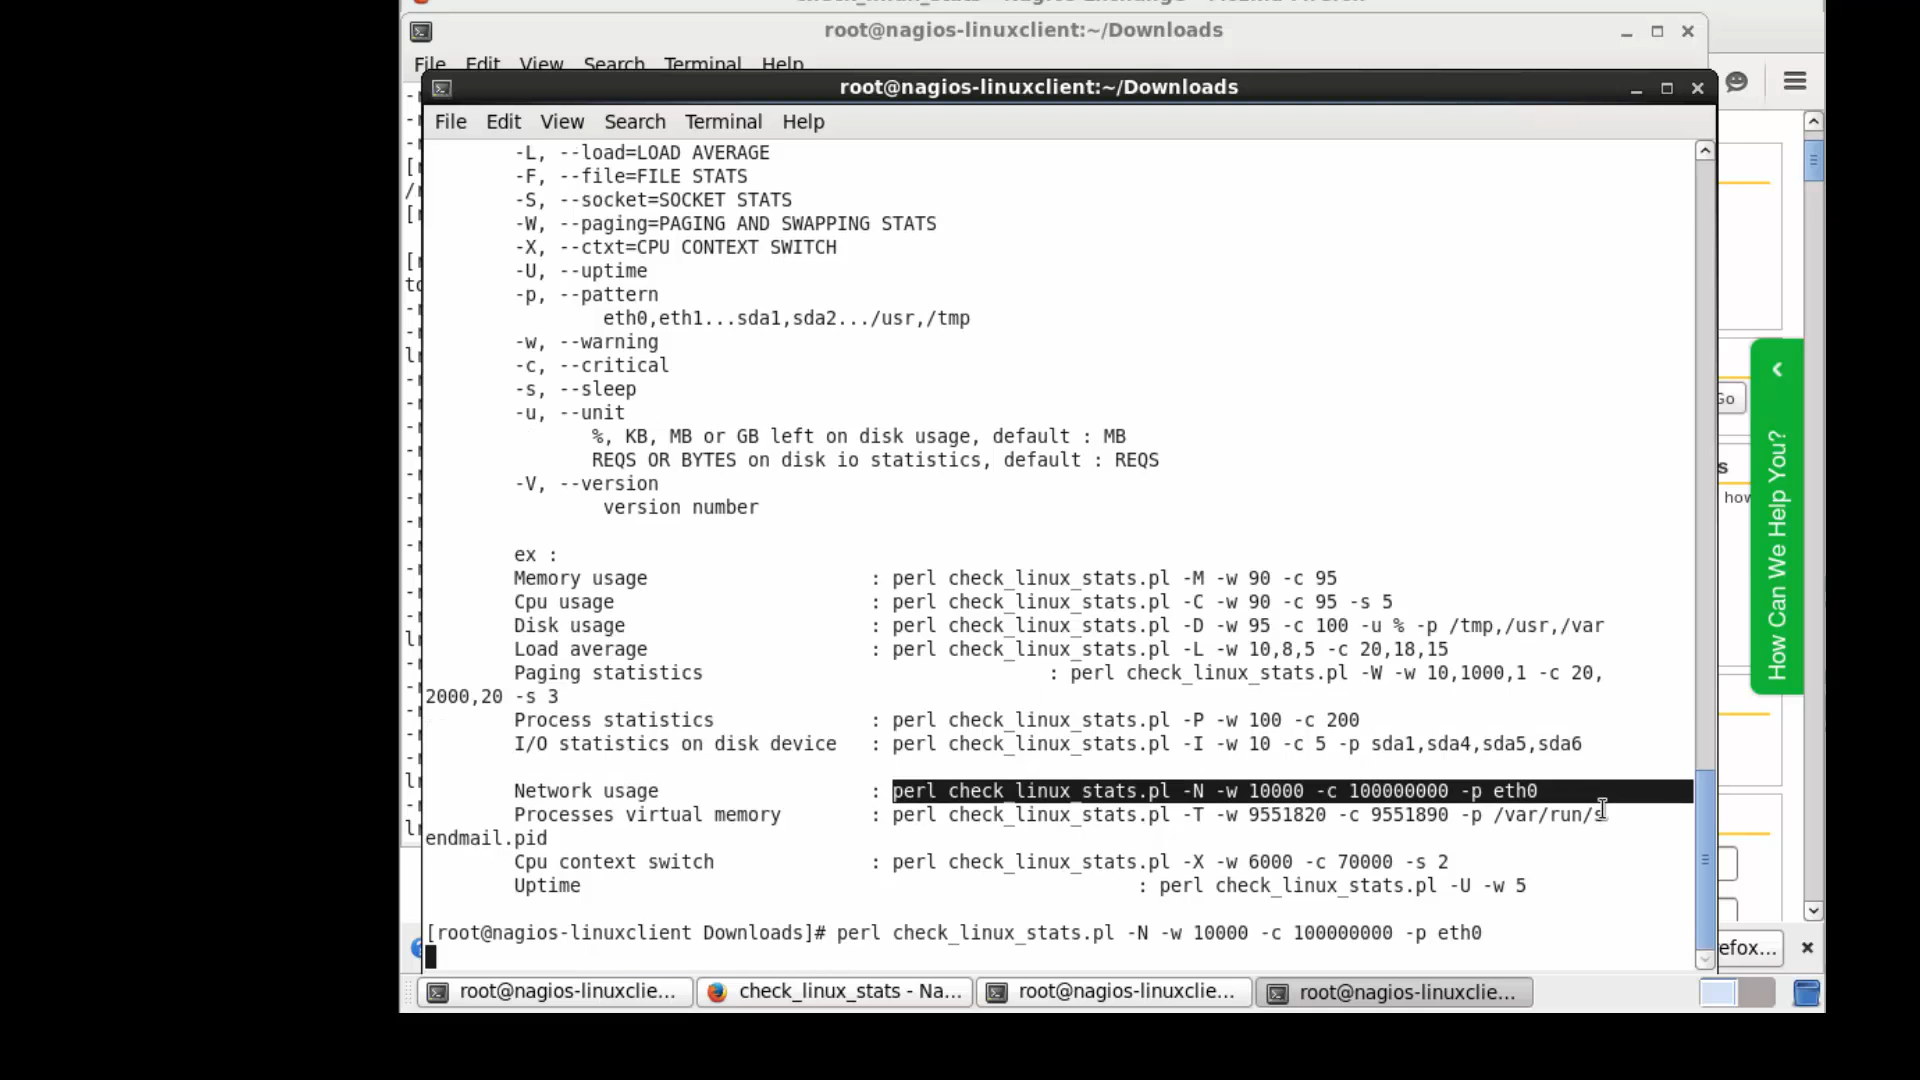 root@nagios-linuxclient:~/Downloads
File Edit View Search Terminal Help
root@nagios-linuxclient:~/Downloads
File Edit View Search Terminal Help
-L, --load=LOAD AVERAGE
-F, --file=FILE STATS
-S, --socket=SOCKET STATS
-W, --paging=PAGING AND SWAPPING STATS
-X, --ctxt=CPU CONTEXT SWITCH
-U, --uptime
-p, --pattern
eth0,eth1...sda1,sda2.../usr,/tmp
-w, --warning
-c, --critical
-s, --sleep
-u, --unit
%, KB, MB or GB left on disk usage, default : MB
REQS OR BYTES on disk io statistics, default : REQS
-V, --version
version number
ex :
Memory usage : perl check_linux_stats.pl -M -w 90 -c 95
Cpu usage : perl check_linux_stats.pl -C -w 90 -c 95 -s 5
Disk usage : perl check_linux_stats.pl -D -w 95 -c 100 -u % -p /tmp,/usr,/var
Load average : perl check_linux_stats.pl -L -w 10,8,5 -c 20,18,15
Paging statistics : perl check_linux_stats.pl -W -w 10,1000,1 -c 20,
2000,20 -s 3
Process statistics : perl check_linux_stats.pl -P -w 100 -c 200
I/O statistics on disk device : perl check_linux_stats.pl -I -w 10 -c 5 -p sda1,sda4,sda5,sda6
Network usage : perl check_linux_stats.pl -N -w 10000 -c 100000000 -p eth0
Processes virtual memory : perl check_linux_stats.pl -T -w 9551820 -c 9551890 -p /var/run/s
endmail.pid
Cpu context switch : perl check_linux_stats.pl -X -w 6000 -c 70000 -s 2
Uptime : perl check_linux_stats.pl -U -w 5
[root@nagios-linuxclient Downloads]# perl check_linux_stats.pl -N -w 10000 -c 100000000 -p eth0
Go
s
how
How Can We Help You?
efox...
root@nagios-linuxclie...
check_linux_stats - Na...
root@nagios-linuxclie...
root@nagios-linuxclie...